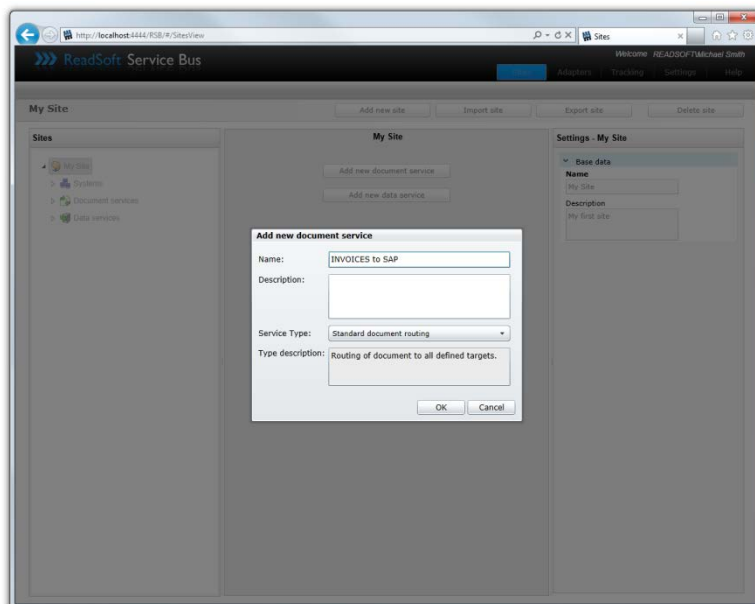 http://localhost:4444/RSB/#/SitesView
Sites
ReadSoft Service Bus
Welcome READSOFT\Michael Smith
Adapters
Tracking
Settings
Help
My Site
Add new site
Import site
Export site
Delete site
Sites
My Site
Settings - My Site
My Site
Systems
Document services
Data services
Add new document service
Add new data service
Base data
Name
My Site
Description
My first site
Add new document service
Name:
INVOICES to SAP
Description:
Service Type:
Standard document routing
Type description:
Routing of document to all defined targets.
OK
Cancel